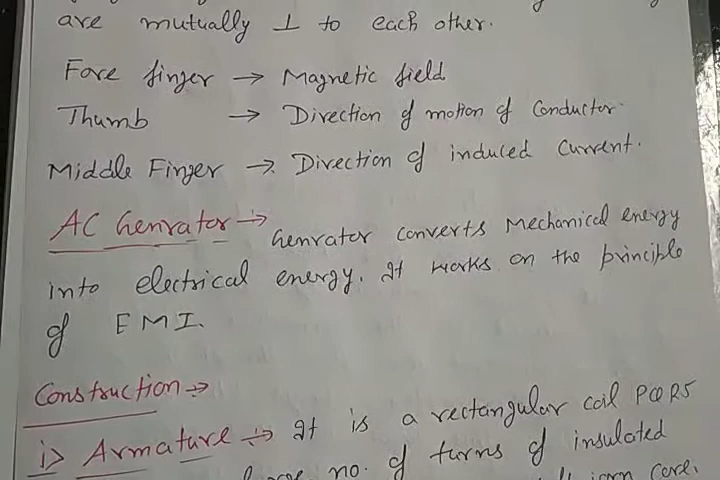 are mutually ⊥ to each other.
Fore finger → Magnetic field
Thumb → Direction of motion of Conductor.
Middle Finger → Direction of induced Current.
AC Genrator → Genrator converts Mechanical energy
into electrical energy. It works on the principle
of EMI.
Construction →
i> Armature → It is a rectangular coil PQRS
no. of turns of insulated
iron core.